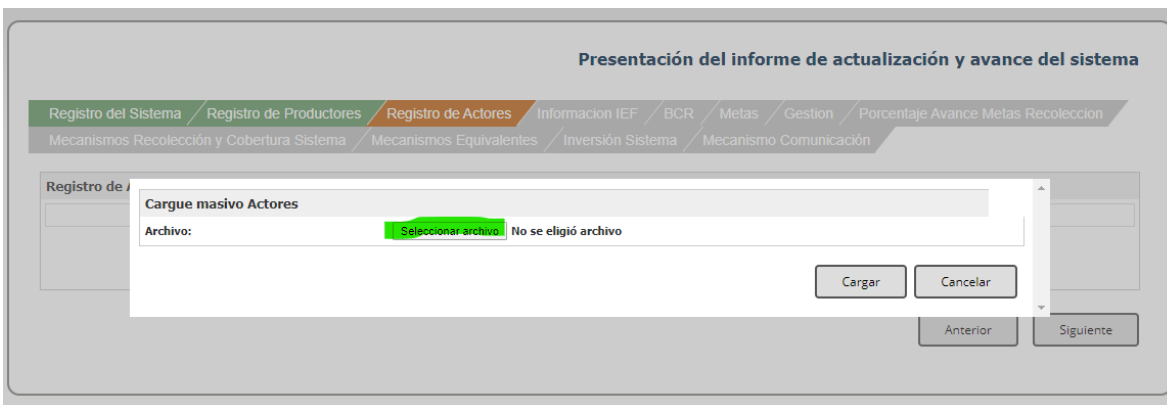 Presentación del informe de actualización y avance del sistema
Registro del Sistema Registro de Productores Registro de Actores Informacion IEF BCR Metas Gestion Porcentaje Avance Metas Recoleccion
Mecanismos Recolección y Cobertura Sistema Mecanismos Equivalentes Inversión Sistema Mecanismo Comunicación
Registro de
Cargue masivo Actores
Archivo: Seleccionar archivo No se eligió archivo
Cargar Cancelar
Anterior Siguiente